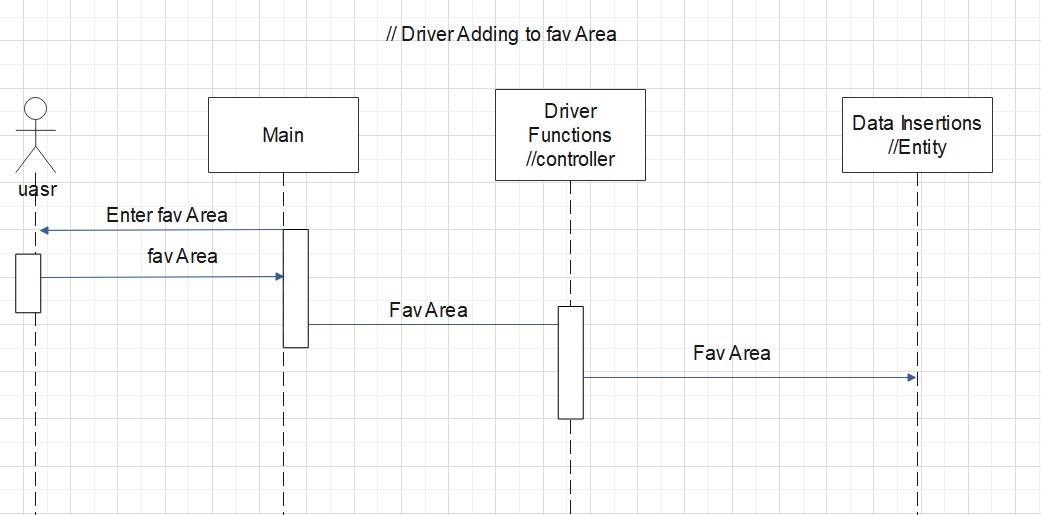 // Driver Adding to fav Area
Main
Driver
Functions
//controller
Data Insertions
//Entity
uasr
Enter fav Area
fav Area
Fav Area
Fav Area